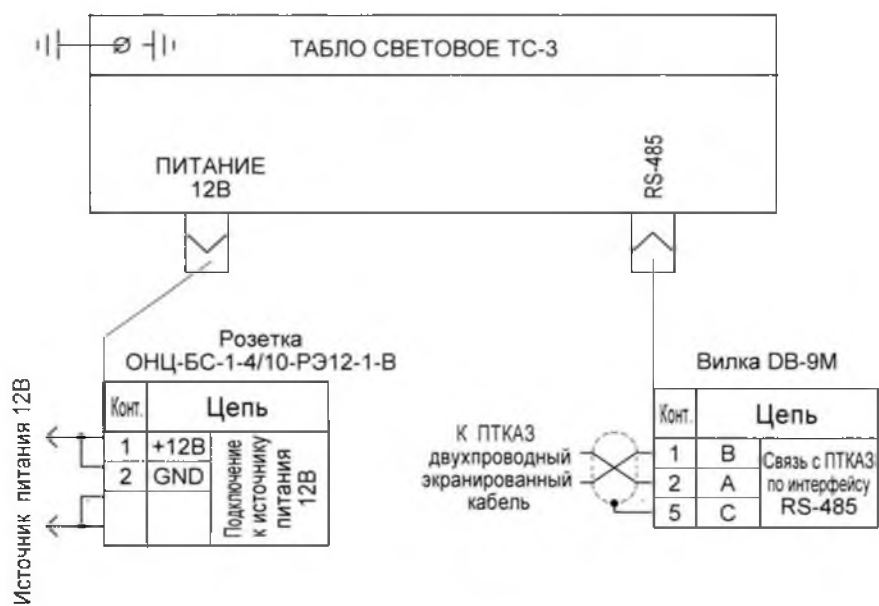 ТАБЛО СВЕТОВОЕ ТС-3
ПИТАНИЕ
12В
RS-485
Розетка
ОНЦ-БС-1-4/10-РЭ12-1-В
Источник питания 12В
Конт. Цепь
1 +12В
2 GND
Подключение
к источнику
питания
12В
К ПТКАЗ
двухпроводный
экранированный
кабель
Вилка DB-9M
Конт. Цепь
1 В
2 А
5 С
Связь с ПТКАЗ
по интерфейсу
RS-485